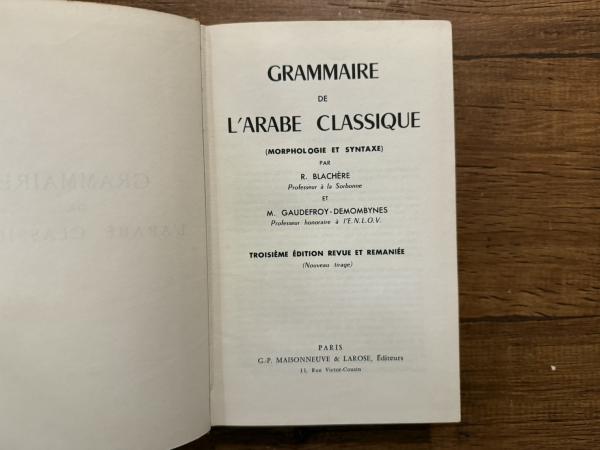 GRAMMAIRE
DE
L'ARABE CLASSIQUE
(MORPHOLOGIE ET SYNTAXE)
PAR
R. BLACHÈRE
Professeur à la Sorbonne
ET
M. GAUDEFROY-DEMOMBYNES
Professeur honoraire à l'E.N.L.O.V.
TROISIÈME ÉDITION REVUE ET REMANIÉE
(Nouveau tirage)
PARIS
G.-P. MAISONNEUVE & LAROSE, Éditeurs
11, Rue Victor-Cousin